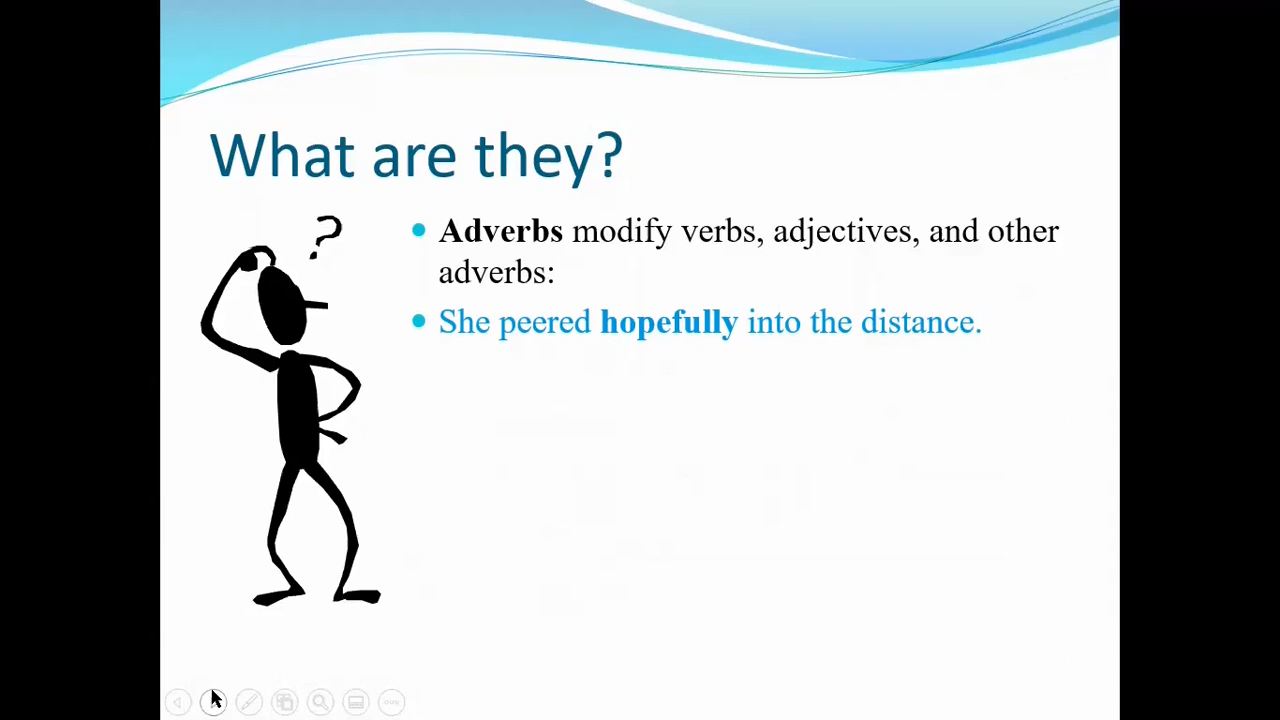 What are they?
?
Adverbs modify verbs, adjectives, and other
adverbs:
She peered hopefully into the distance.